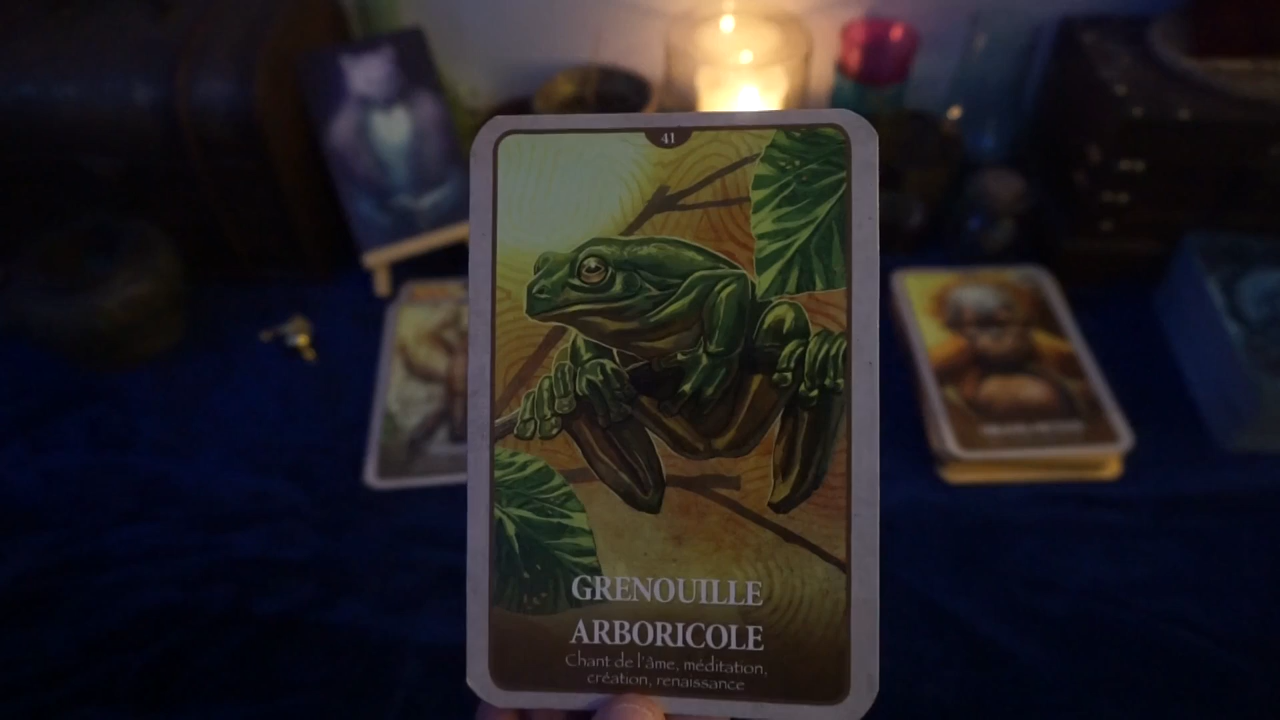 41
GRENOUILLE
ARBORICOLE
Chant de l'âme, méditation,
création, renaissance